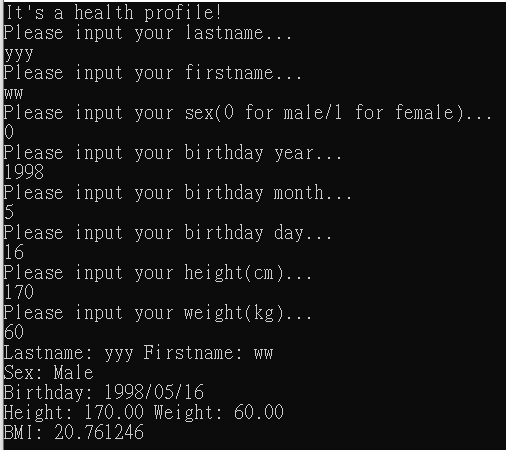 It's a health profile!
Please input your lastname...
yyy
Please input your firstname...
ww
Please input your sex(0 for male/1 for female)...
0
Please input your birthday year...
1998
Please input your birthday month...
5
Please input your birthday day...
16
Please input your height(cm)...
170
Please input your weight(kg)...
60
Lastname: yyy Firstname: ww
Sex: Male
Birthday: 1998/05/16
Height: 170.00 Weight: 60.00
BMI: 20.761246